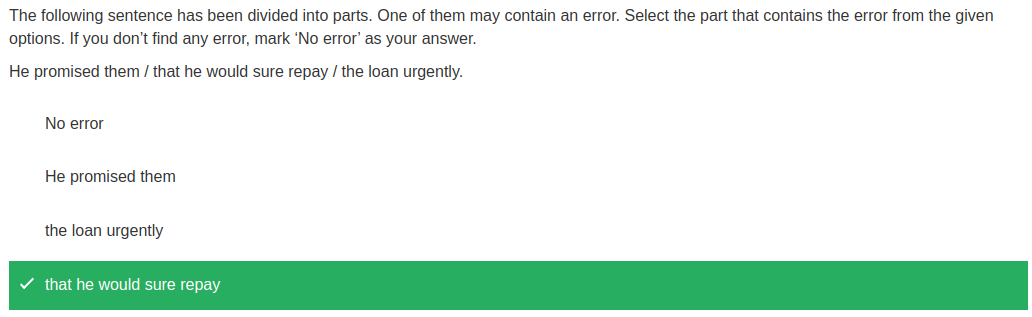 The following sentence has been divided into parts. One of them may contain an error. Select the part that contains the error from the given
options. If you don’t find any error, mark ‘No error’ as your answer.
He promised them / that he would sure repay / the loan urgently.
No error
He promised them
the loan urgently
that he would sure repay